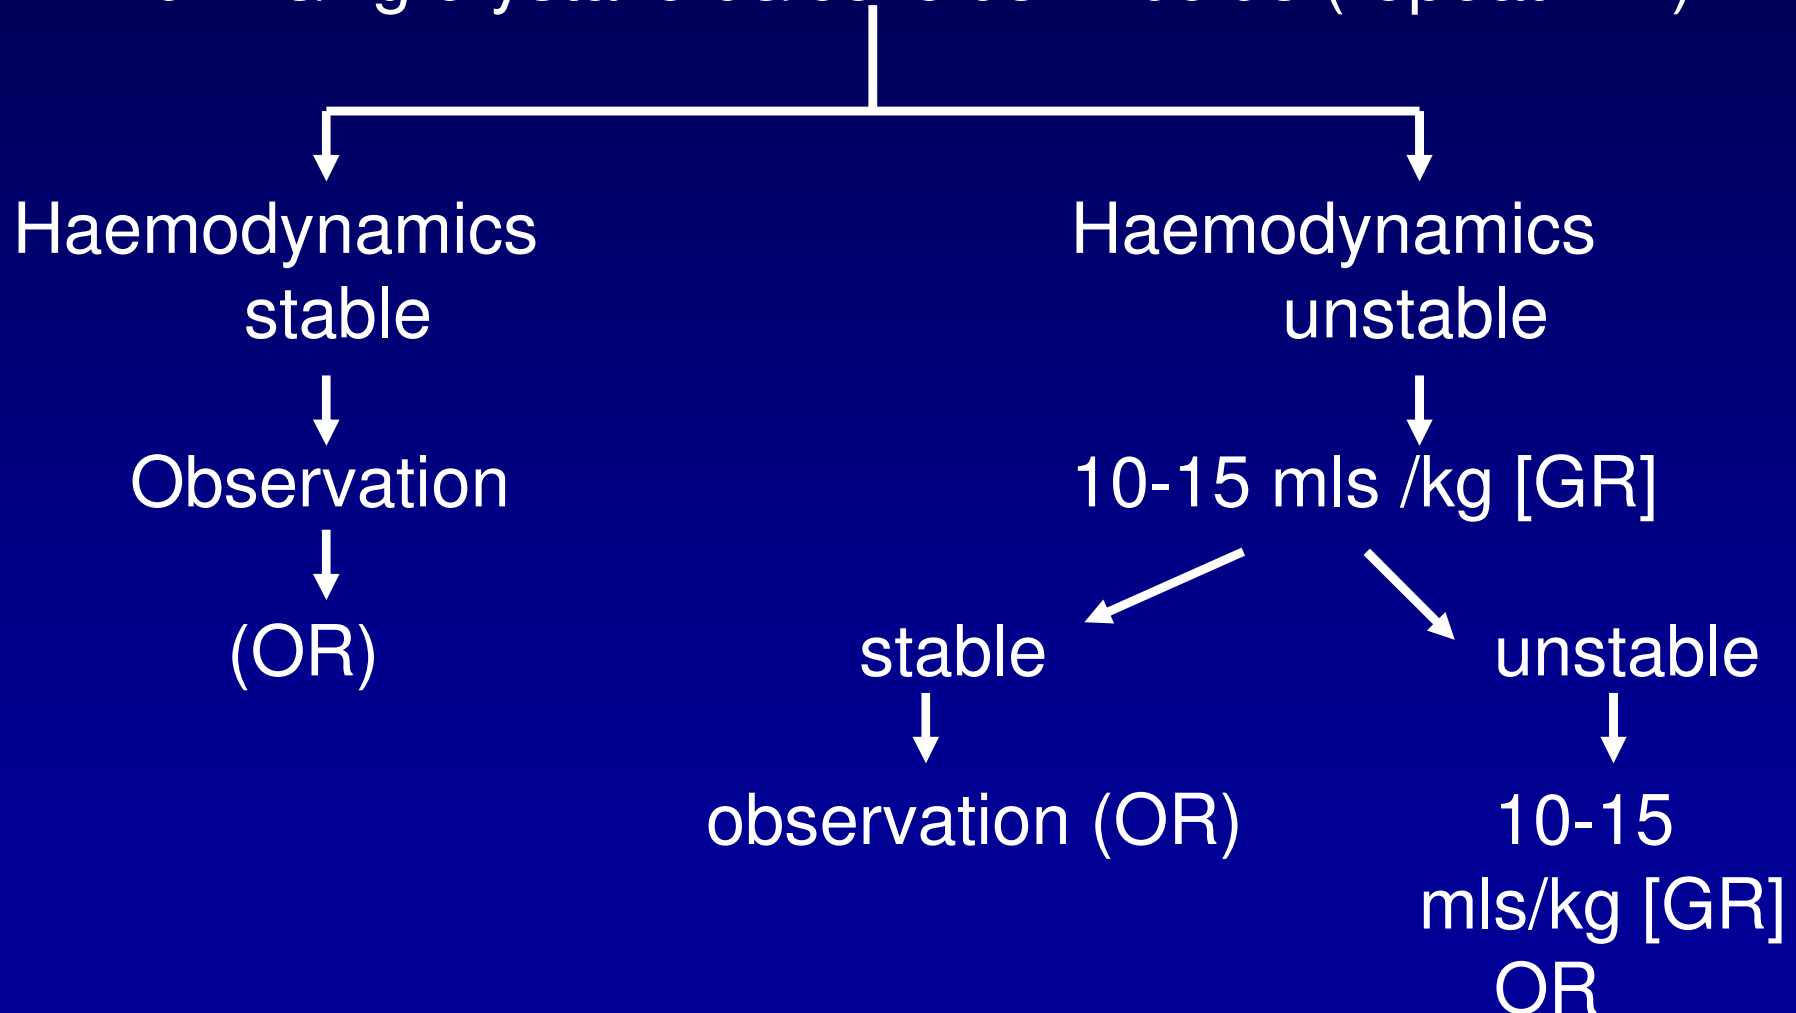 Haemodynamics Haemodynamics
stable unstable
Observation 10-15 mls /kg [GR]
(OR) stable unstable
observation (OR) 10-15
mls/kg [GR]
OR